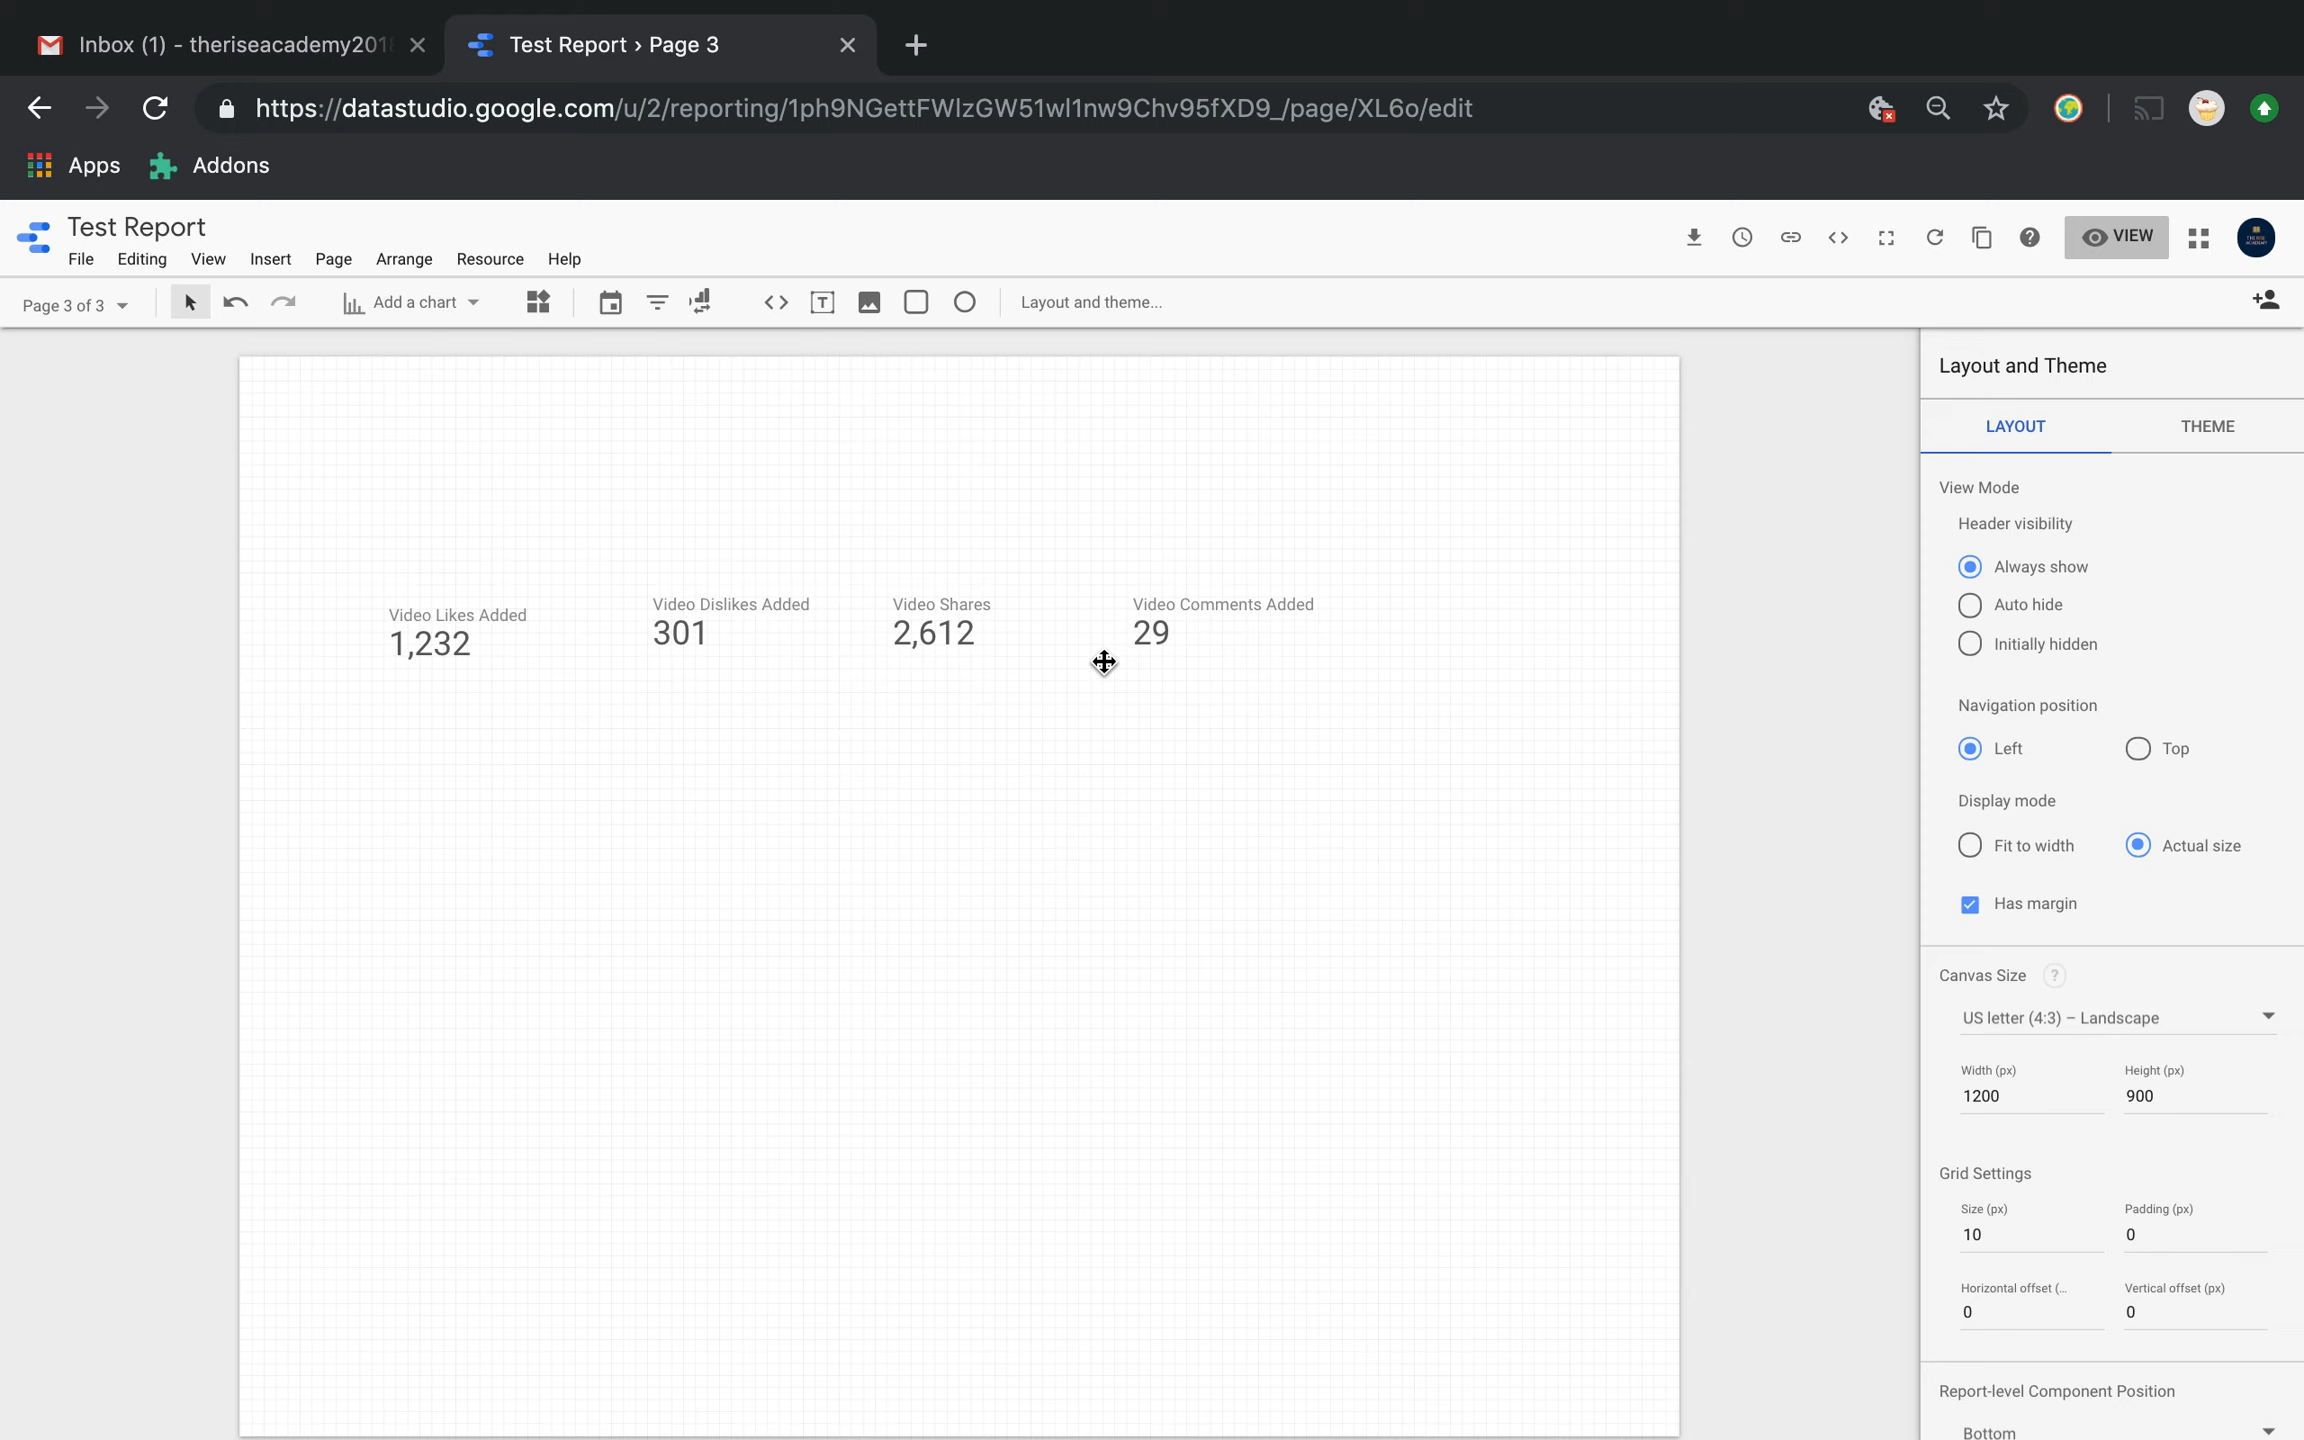 Inbox (1) - theriseacademy201
Test Report › Page 3
https://datastudio.google.com/u/2/reporting/1ph9NGettFWlzGW51wl1nw9Chv95fXD9_/page/XL6o/edit
Apps
Addons
Test Report
File Editing View Insert Page Arrange Resource Help
VIEW
Page 3 of 3
Add a chart
Layout and theme...
Layout and Theme
LAYOUT THEME
View Mode
Header visibility
Always show
Auto hide
Initially hidden
Navigation position
Left Top
Display mode
Fit to width Actual size
Has margin
Canvas Size ?
US letter (4:3) – Landscape
Width (px) Height (px)
1200 900
Grid Settings
Size (px) Padding (px)
10 0
Horizontal offset (... Vertical offset (px)
0 0
Report-level Component Position
Bottom
Video Likes Added
1,232
Video Dislikes Added
301
Video Shares
2,612
Video Comments Added
29